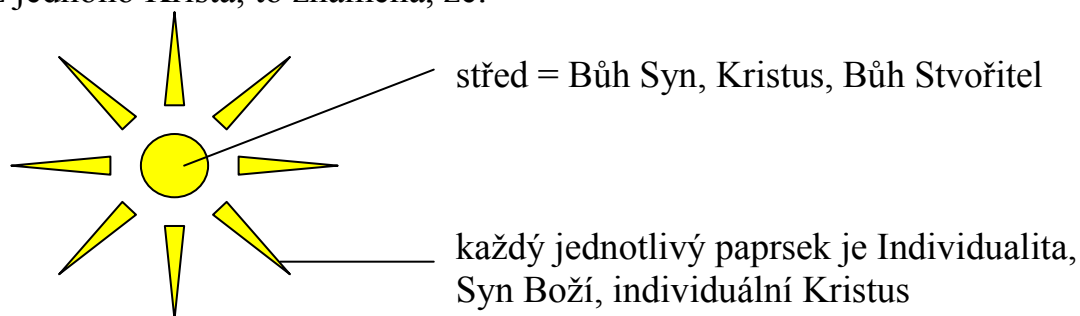 jednoho Krista, to znamená, že:
střed = Bůh Syn, Kristus, Bůh Stvořitel
každý jednotlivý paprsek je Individualita,
Syn Boží, individuální Kristus